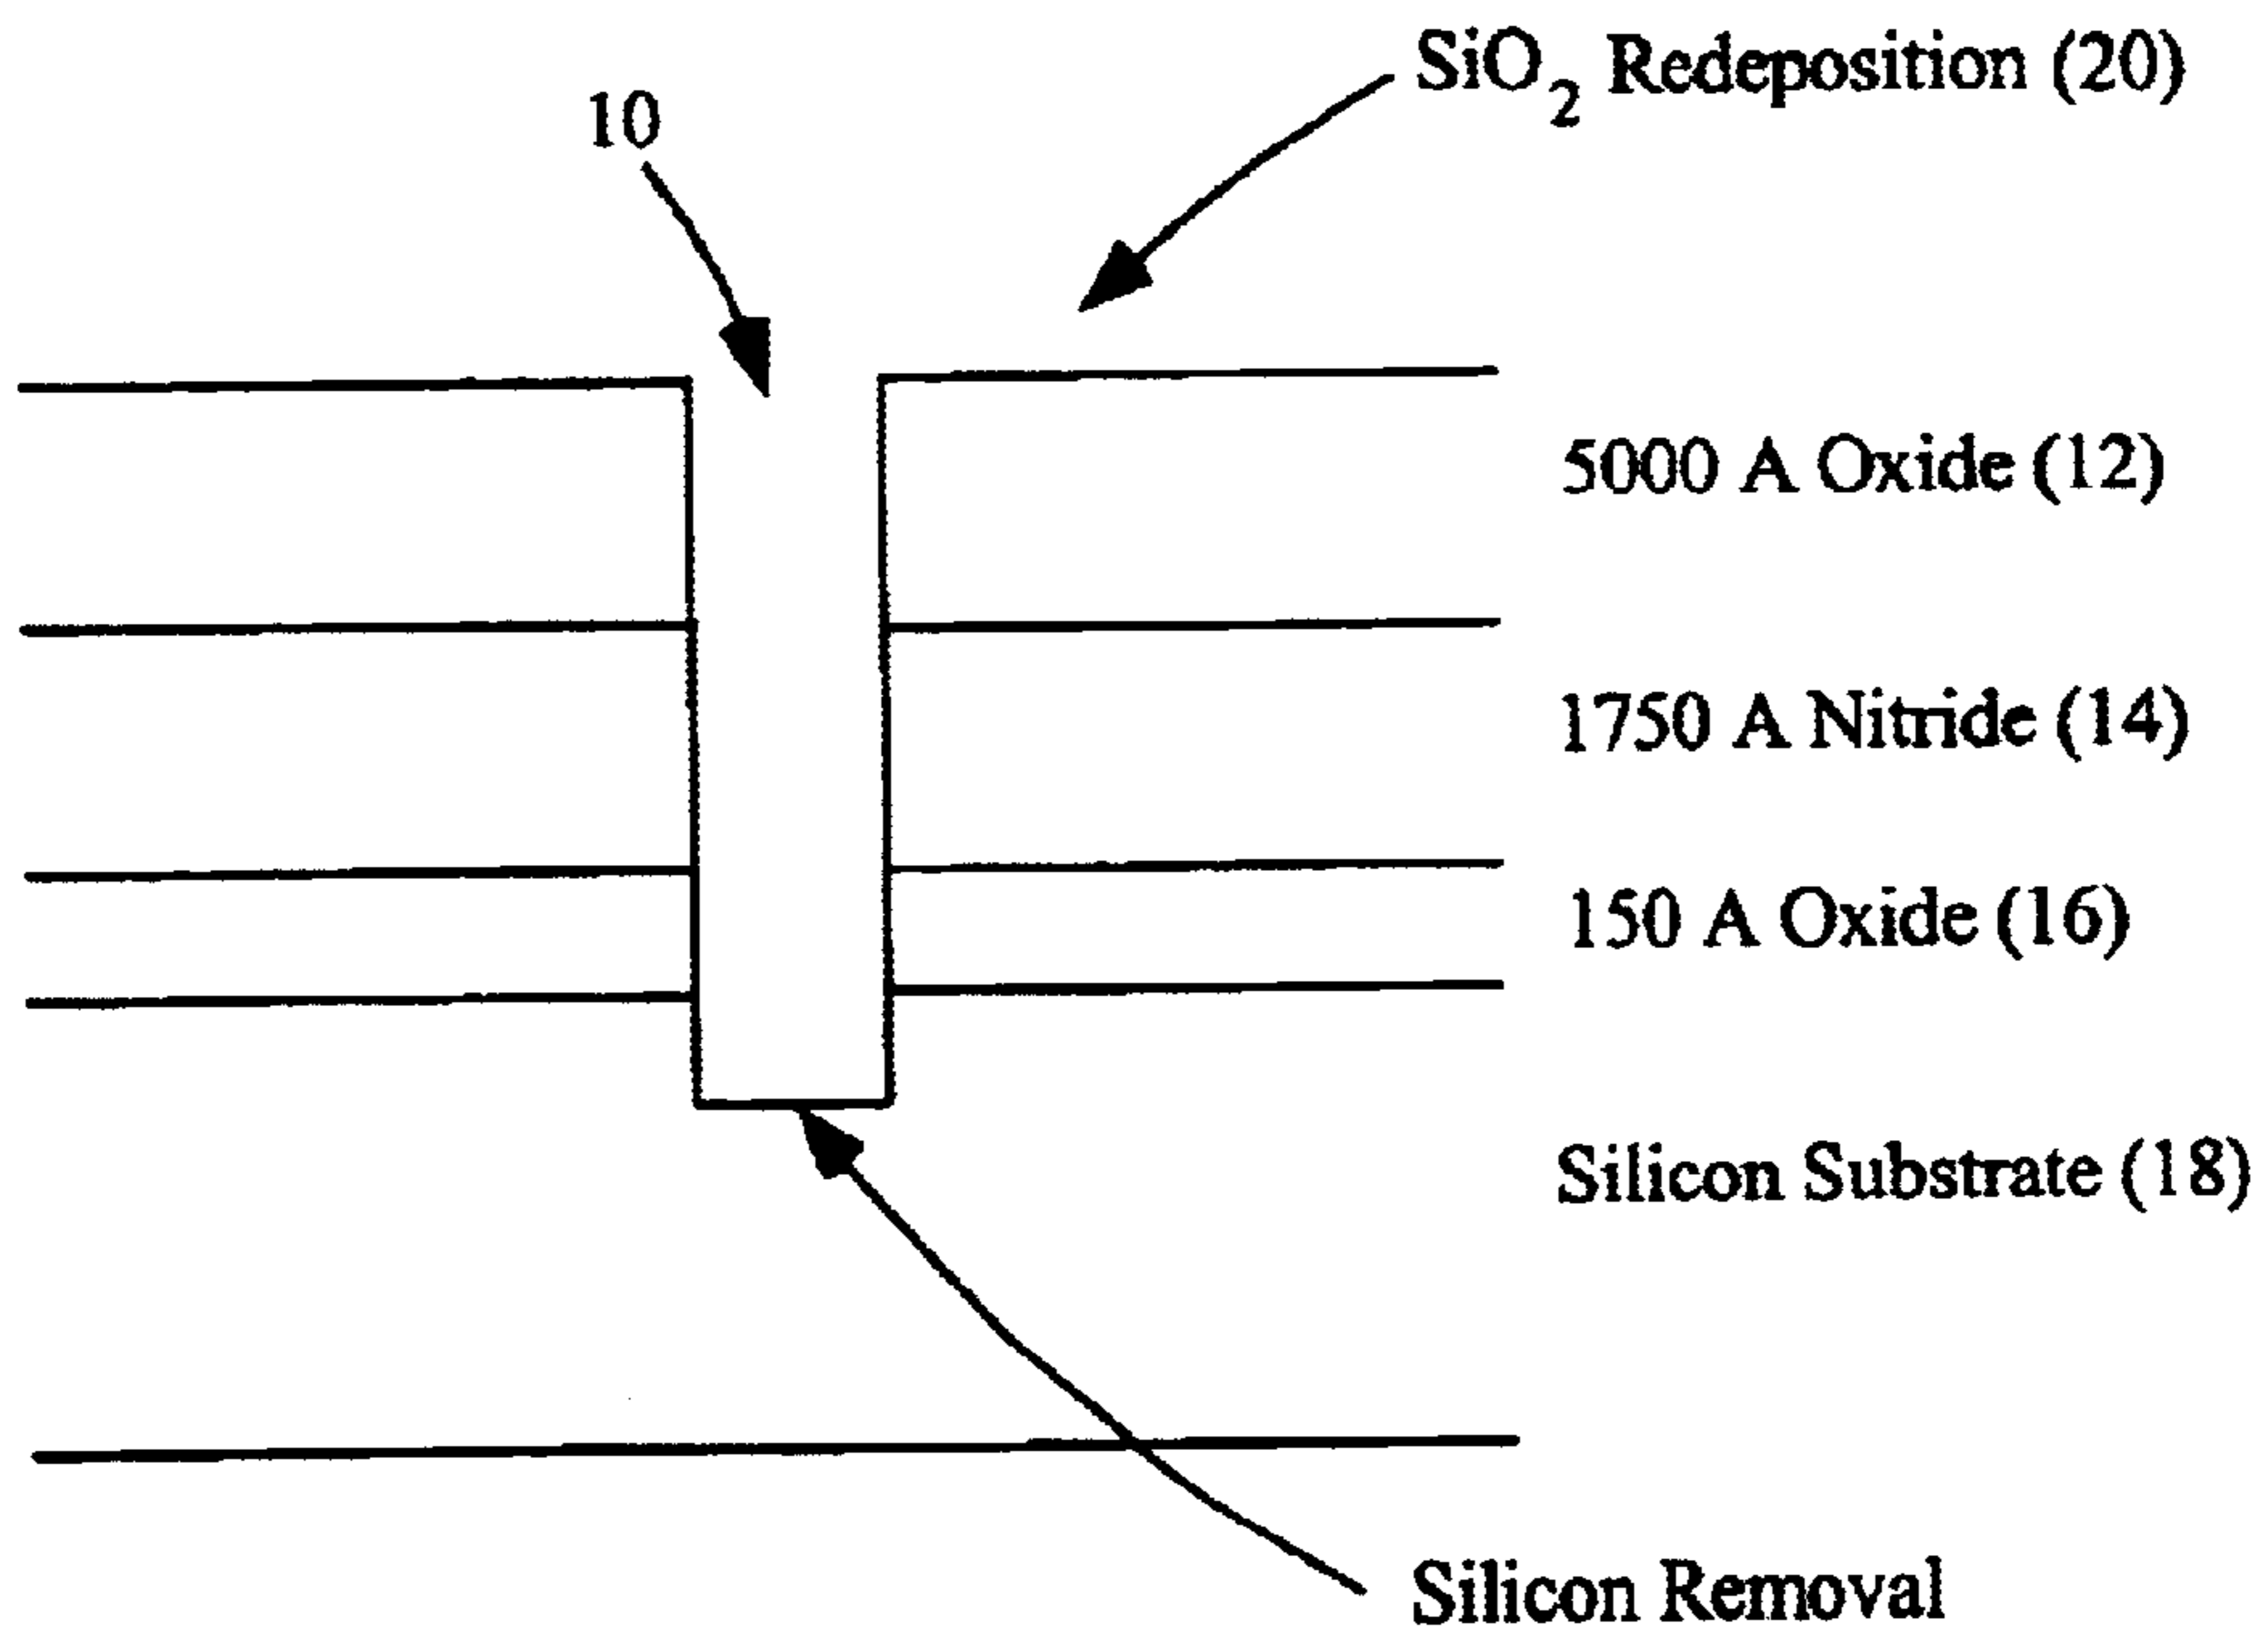 SiO2 Redeposition (20)
10
5000 A Oxide (12)
1750 A Nitride (14)
150 A Oxide (16)
Silicon Substrate (18)
Silicon Removal